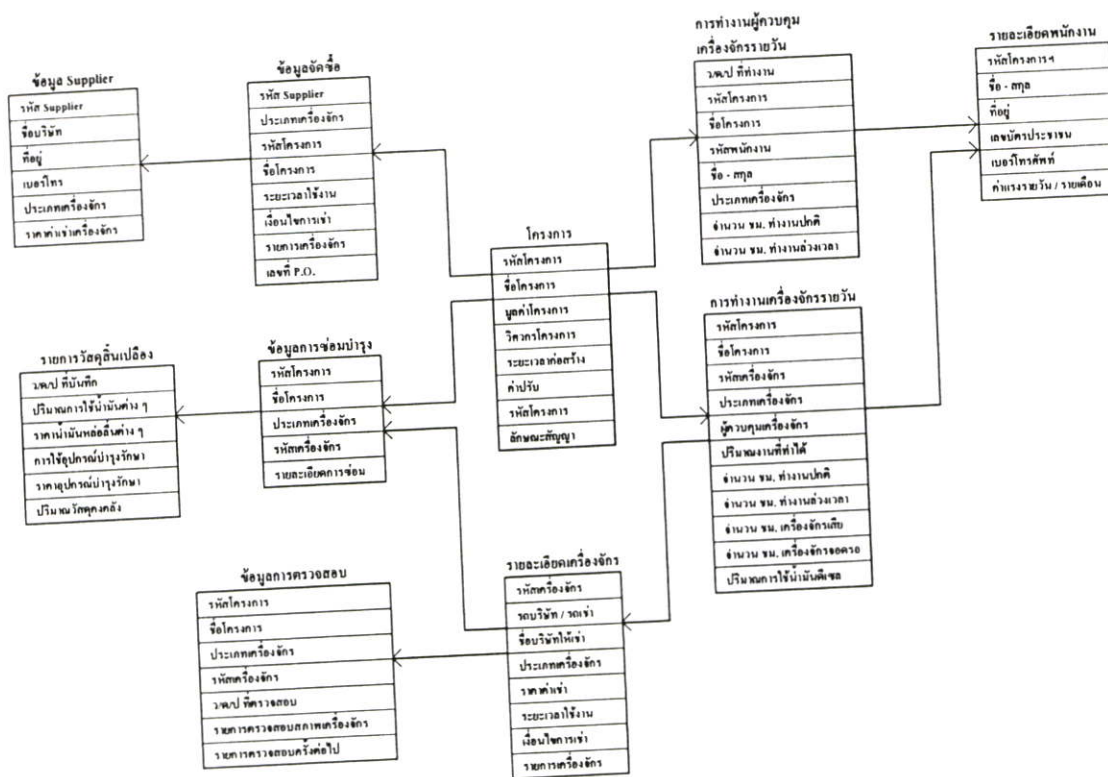 ข้อมูล Supplier
รหัส Supplier
ชื่อบริษัท
ที่อยู่
เบอร์โทร
ประเภทเครื่องจักร
ราคาค่าเช่าเครื่องจักร
ข้อมูลจัดซื้อ
รหัส Supplier
ประเภทเครื่องจักร
รหัสโครงการ
ชื่อโครงการ
ระยะเวลาใช้งาน
เงื่อนไขการเช่า
รายการเครื่องจักร
เลขที่ P.O.
การทำงานผู้ควบคุม
เครื่องจักรรายวัน
ว/ด/ป ที่ทำงาน
รหัสโครงการ
ชื่อโครงการ
รหัสพนักงาน
ชื่อ - สกุล
ประเภทเครื่องจักร
จำนวน ชม. ทำงานปกติ
จำนวน ชม. ทำงานล่วงเวลา
รายละเอียดพนักงาน
รหัสโครงการฯ
ชื่อ - สกุล
ที่อยู่
เลขบัตรประชาชน
เบอร์โทรศัพท์
ค่าแรงรายวัน / รายเดือน
โครงการ
รหัสโครงการ
ชื่อโครงการ
มูลค่าโครงการ
วิศวกรโครงการ
ระยะเวลาก่อสร้าง
ค่าปรับ
รหัสโครงการ
ลักษณะสัญญา
รายการวัสดุสิ้นเปลือง
ว/ด/ป ที่บันทึก
ปริมาณการใช้น้ำมันต่าง ๆ
ราคาน้ำมันหล่อลื่นต่าง ๆ
การใช้อุปกรณ์บำรุงรักษา
ราคาอุปกรณ์บำรุงรักษา
ปริมาณวัสดุคงคลัง
ข้อมูลการซ่อมบำรุง
รหัสโครงการ
ชื่อโครงการ
ประเภทเครื่องจักร
รหัสเครื่องจักร
รายละเอียดการซ่อม
การทำงานเครื่องจักรรายวัน
รหัสโครงการ
ชื่อโครงการ
รหัสเครื่องจักร
ประเภทเครื่องจักร
ผู้ควบคุมเครื่องจักร
ปริมาณงานที่ทำได้
จำนวน ชม. ทำงานปกติ
จำนวน ชม. ทำงานล่วงเวลา
จำนวน ชม. เครื่องจักรเสีย
จำนวน ชม. เครื่องจักรจอดรอ
ปริมาณการใช้น้ำมันดีเซล
ข้อมูลการตรวจสอบ
รหัสโครงการ
ชื่อโครงการ
ประเภทเครื่องจักร
รหัสเครื่องจักร
ว/ด/ป ที่ตรวจสอบ
รายการตรวจสอบสภาพเครื่องจักร
รายการตรวจสอบครั้งต่อไป
รายละเอียดเครื่องจักร
รหัสเครื่องจักร
รถบริษัท / รถเช่า
ชื่อบริษัทให้เช่า
ประเภทเครื่องจักร
ราคาค่าเช่า
ระยะเวลาใช้งาน
เงื่อนไขการเช่า
รายการเครื่องจักร